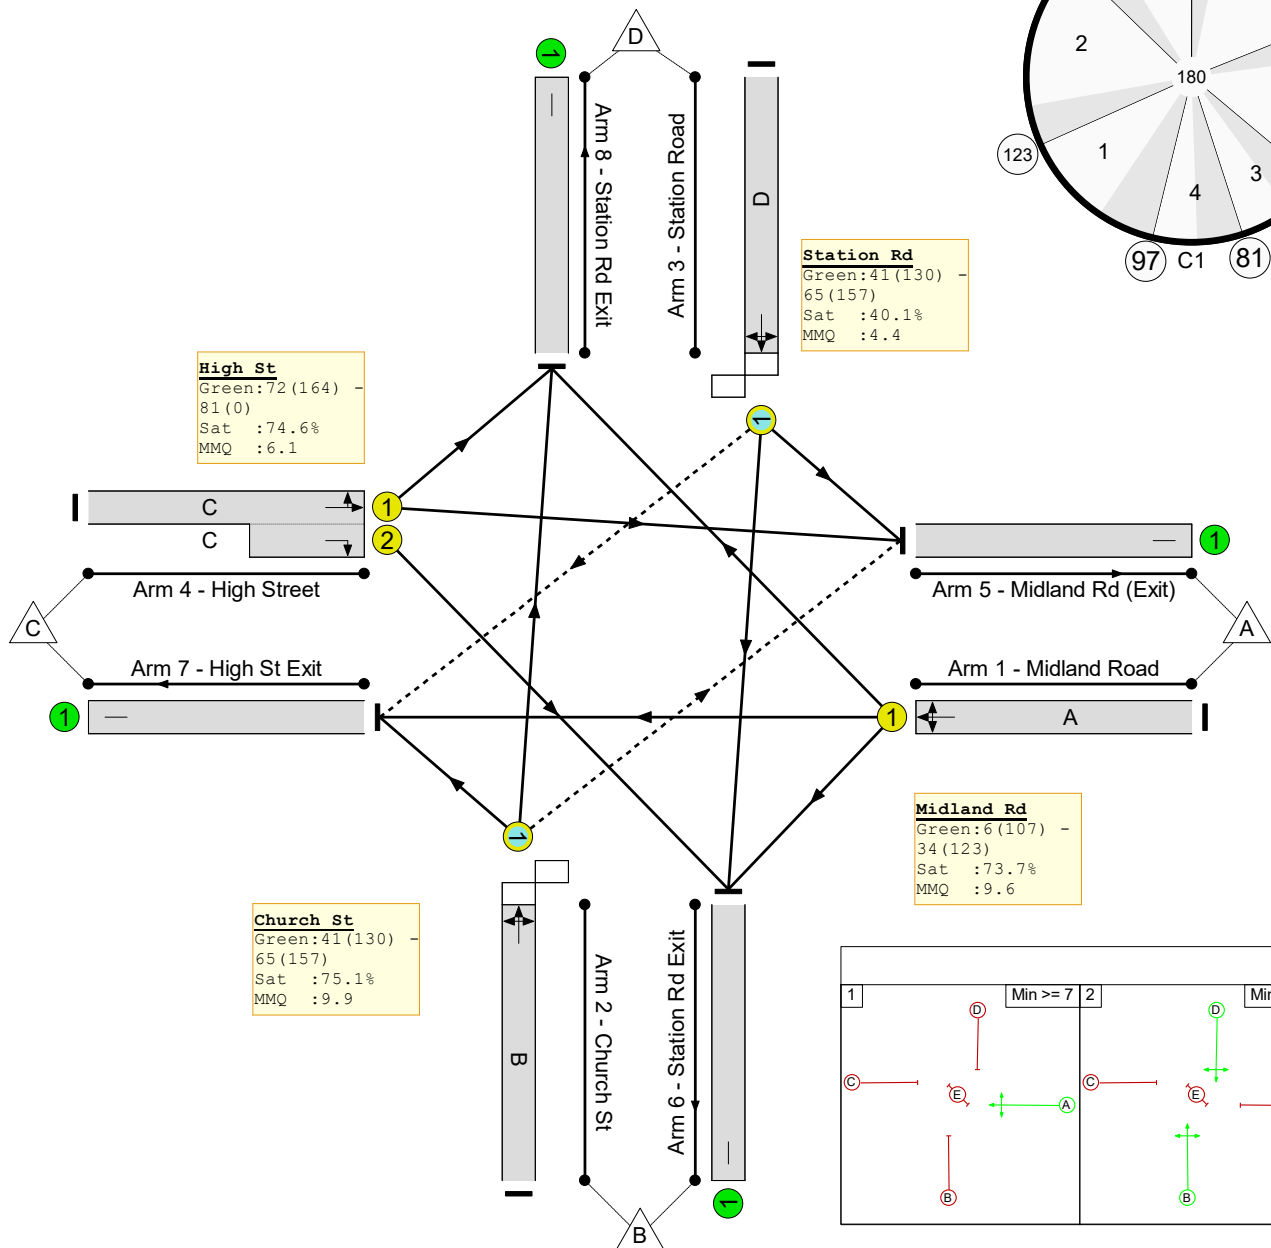 D
1
Arm 8 - Station Rd Exit
Arm 3 - Station Road
D
2
180
123
1
4
3
97
C1
81
Station Rd
Green:41(130) -
65(157)
Sat :40.1%
MMQ :4.4
High St
Green:72(164) -
81(0)
Sat :74.6%
MMQ :6.1
1
C
1
C
2
1
Arm 4 - High Street
Arm 5 - Midland Rd (Exit)
C
A
Arm 7 - High St Exit
Arm 1 - Midland Road
1
1
A
Midland Rd
Green:6(107) -
34(123)
Sat :73.7%
MMQ :9.6
1
Church St
Green:41(130) -
65(157)
Sat :75.1%
MMQ :9.9
B
Arm 2 - Church St
Arm 6 - Station Rd Exit
1
B
1
Min >= 7
D
C
E
A
B
2
D
C
E
B